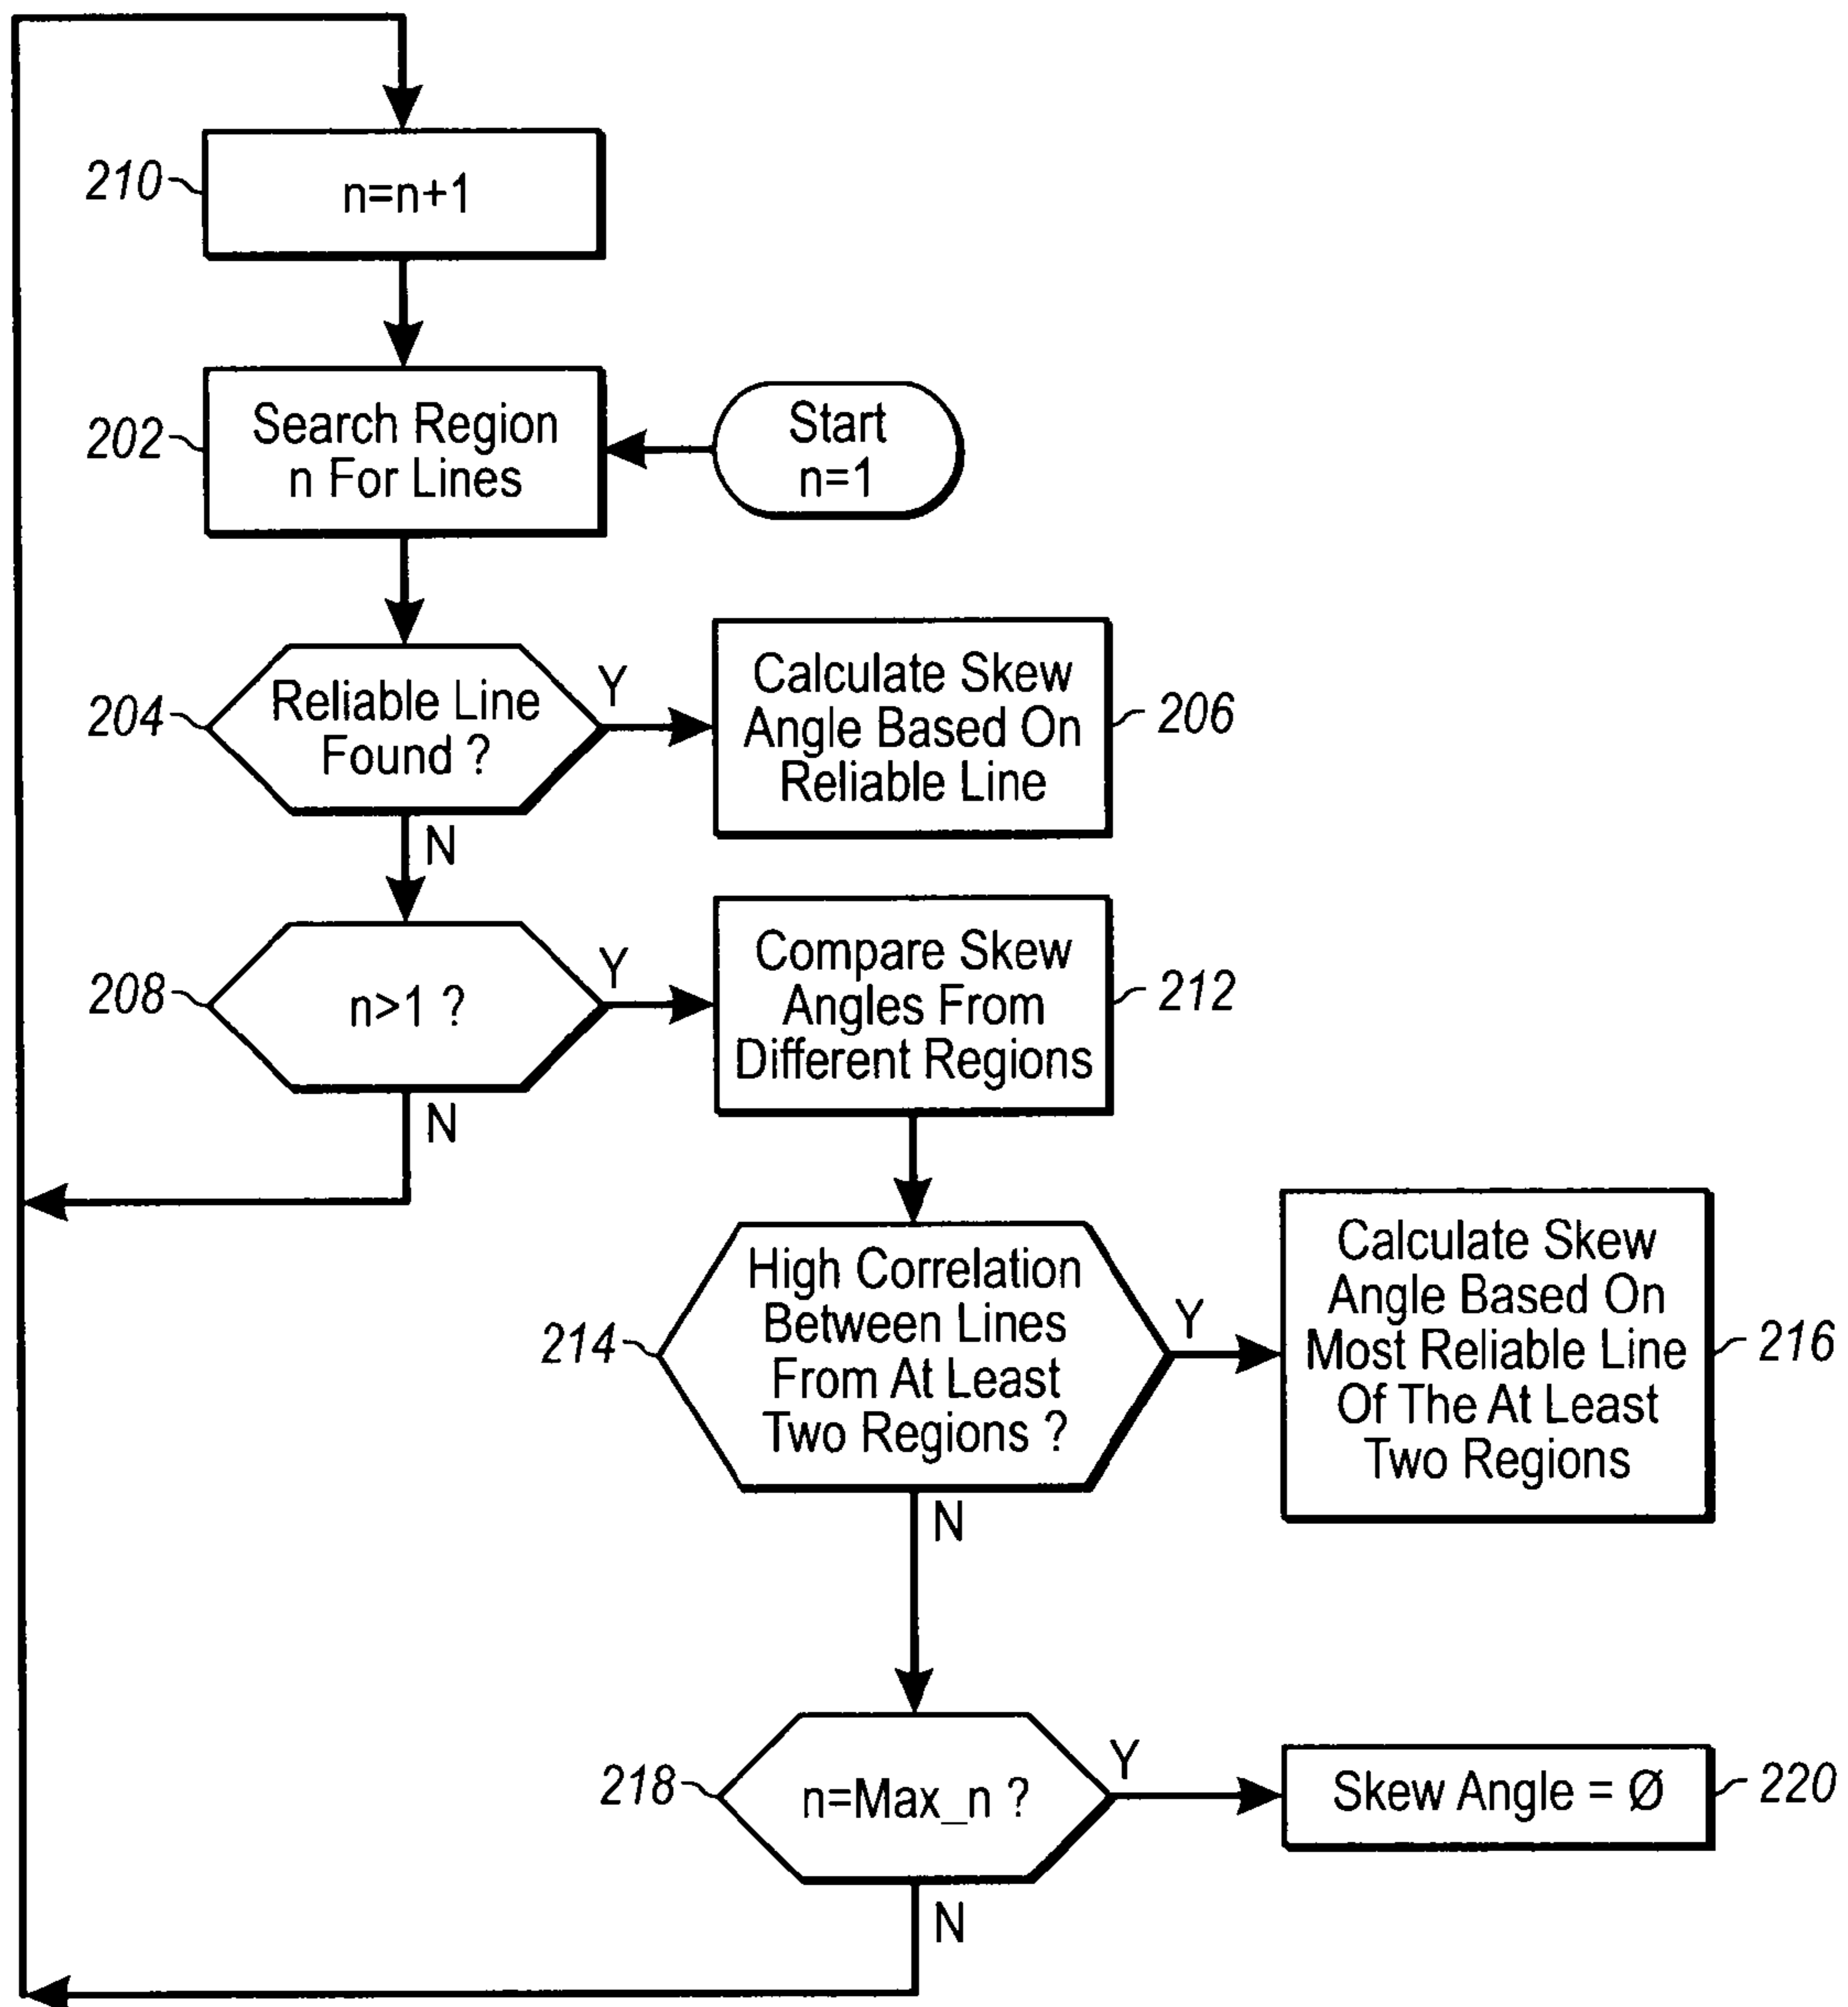 210
n=n+1
202
Search Region
n For Lines
Start
n=1
204
Reliable Line
Found ?
Y
N
Calculate Skew
Angle Based On
Reliable Line
206
208
n>1 ?
Y
N
Compare Skew
Angles From
Different Regions
212
214
High Correlation
Between Lines
From At Least
Two Regions ?
Y
N
Calculate Skew
Angle Based On
Most Reliable Line
Of The At Least
Two Regions
216
218
n=Max_n ?
Y
N
Skew Angle = Ø
220